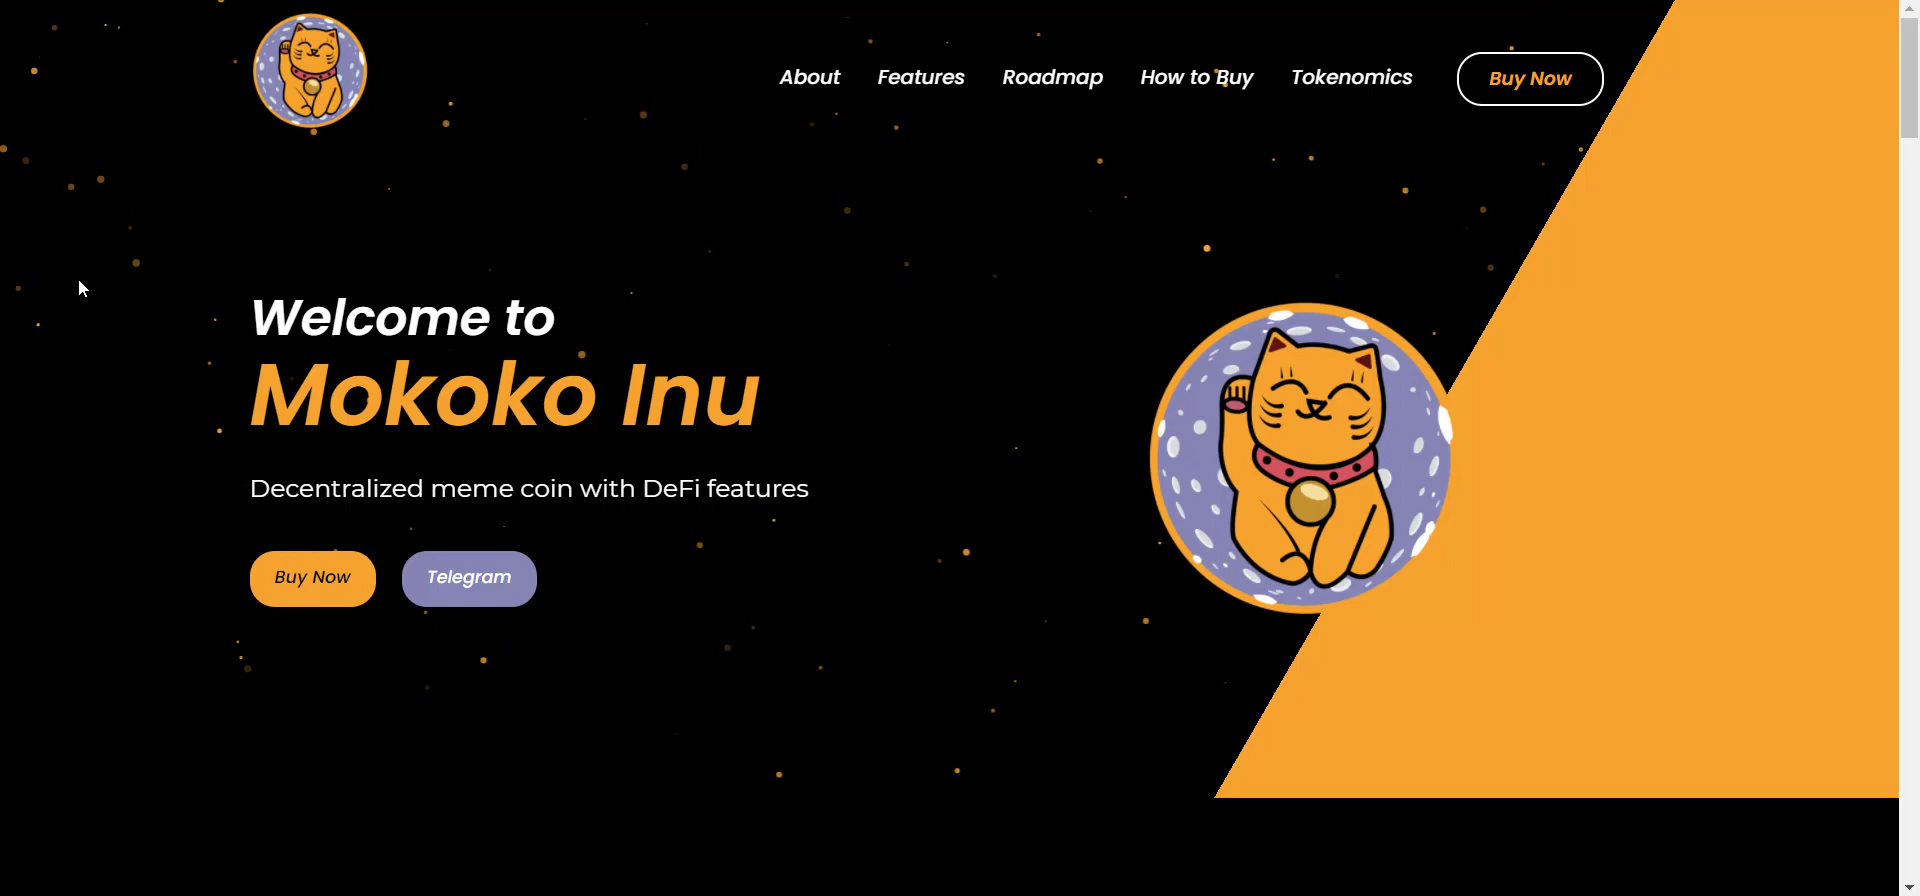 About Features Roadmap How to Buy Tokenomics Buy Now
Welcome to
Mokoko Inu
Decentralized meme coin with DeFi features
Buy Now Telegram